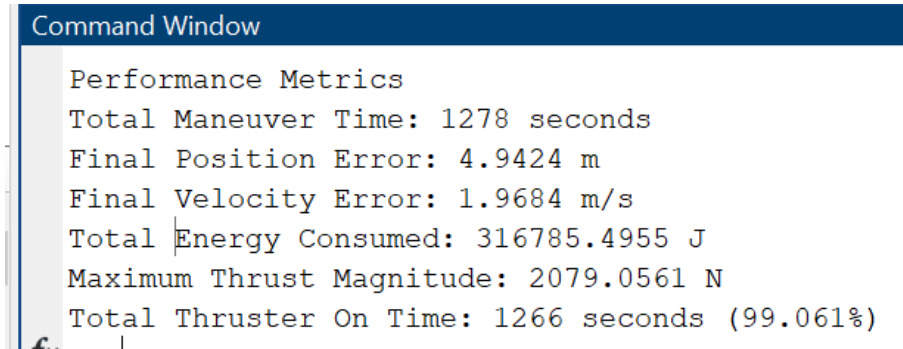 Command Window
Performance Metrics
Total Maneuver Time: 1278 seconds
Final Position Error: 4.9424 m
Final Velocity Error: 1.9684 m/s
Total Energy Consumed: 316785.4955 J
Maximum Thrust Magnitude: 2079.0561 N
Total Thruster On Time: 1266 seconds (99.061%)